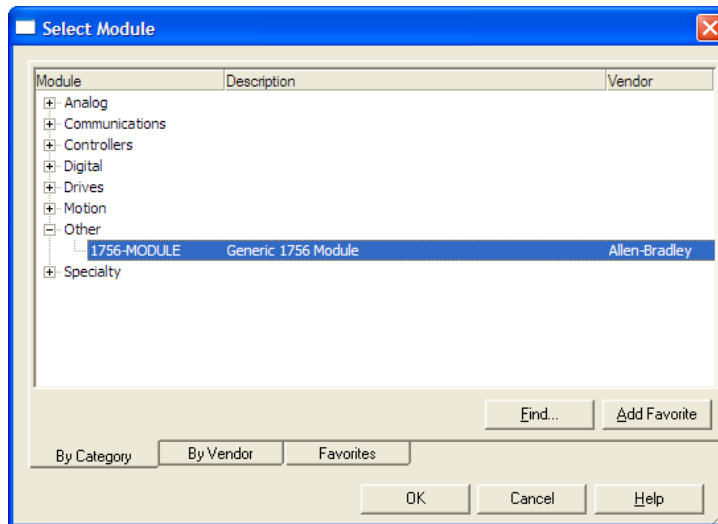 Select Module
Module Description Vendor
Analog
Communications
Controllers
Digital
Drives
Motion
Other
1756-MODULE Generic 1756 Module Allen-Bradley
Specialty
Find... Add Favorite
By Category By Vendor Favorites
OK Cancel Help